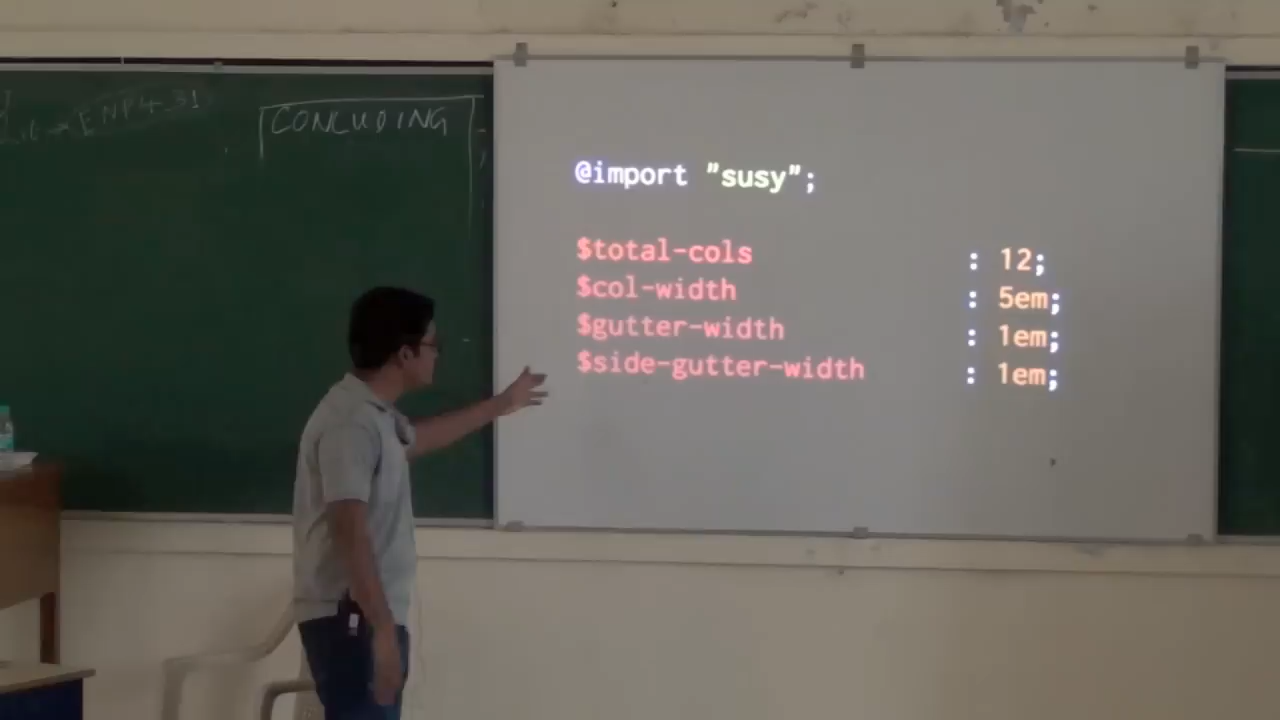 CONCLUDING
@import "susy";
$total-cols : 12;
$col-width : 5em;
$gutter-width : 1em;
$side-gutter-width : 1em;